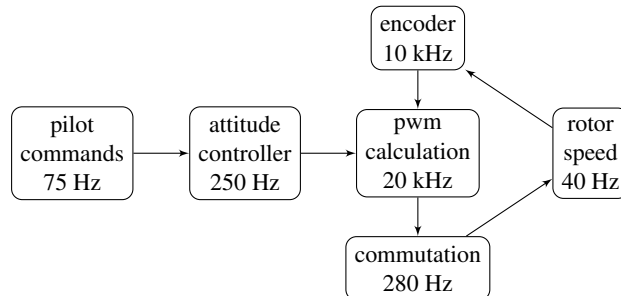 encoder
10 kHz
pilot
commands
75 Hz
attitude
controller
250 Hz
pwm
calculation
20 kHz
rotor
speed
40 Hz
commutation
280 Hz